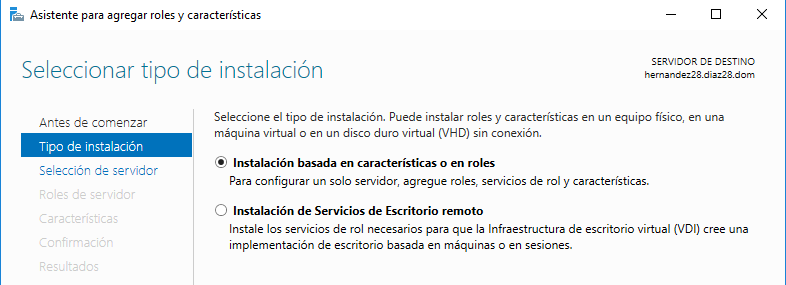 Asistente para agregar roles y características
Seleccionar tipo de instalación
SERVIDOR DE DESTINO
hernandez28.diaz28.dom
Antes de comenzar
Tipo de instalación
Selección de servidor
Roles de servidor
Características
Confirmación
Resultados
Seleccione el tipo de instalación. Puede instalar roles y características en un equipo físico, en una
máquina virtual o en un disco duro virtual (VHD) sin conexión.
Instalación basada en características o en roles
Para configurar un solo servidor, agregue roles, servicios de rol y características.
Instalación de Servicios de Escritorio remoto
Instale los servicios de rol necesarios para que la Infraestructura de escritorio virtual (VDI) cree una
implementación de escritorio basada en máquinas o en sesiones.